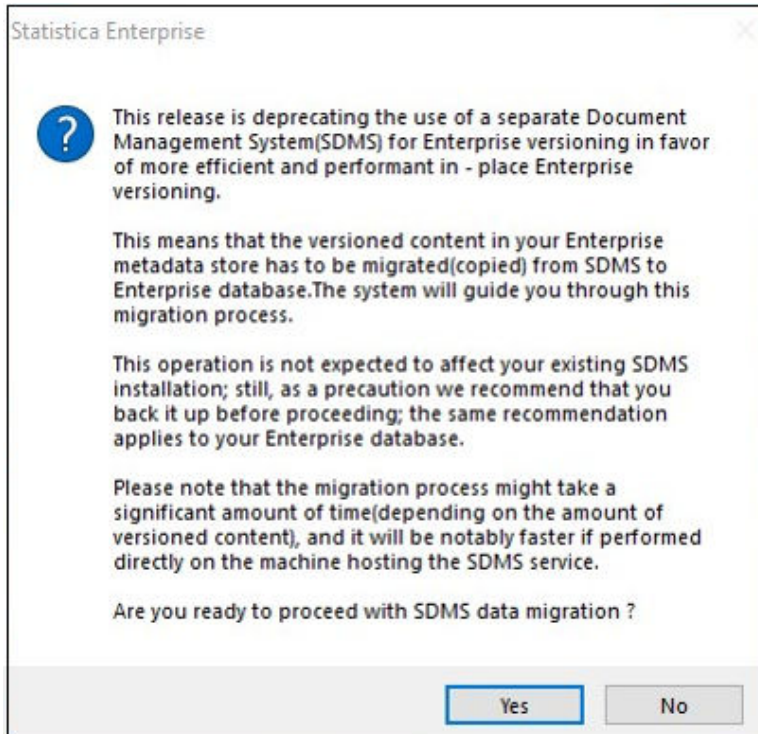 Statistica Enterprise
?
This release is deprecating the use of a separate Document
Management System(SDMS) for Enterprise versioning in favor
of more efficient and performant in - place Enterprise
versioning.
This means that the versioned content in your Enterprise
metadata store has to be migrated(copied) from SDMS to
Enterprise database.The system will guide you through this
migration process.
This operation is not expected to affect your existing SDMS
installation; still, as a precaution we recommend that you
back it up before proceeding; the same recommendation
applies to your Enterprise database.
Please note that the migration process might take a
significant amount of time(depending on the amount of
versioned content), and it will be notably faster if performed
directly on the machine hosting the SDMS service.
Are you ready to proceed with SDMS data migration ?
Yes
No